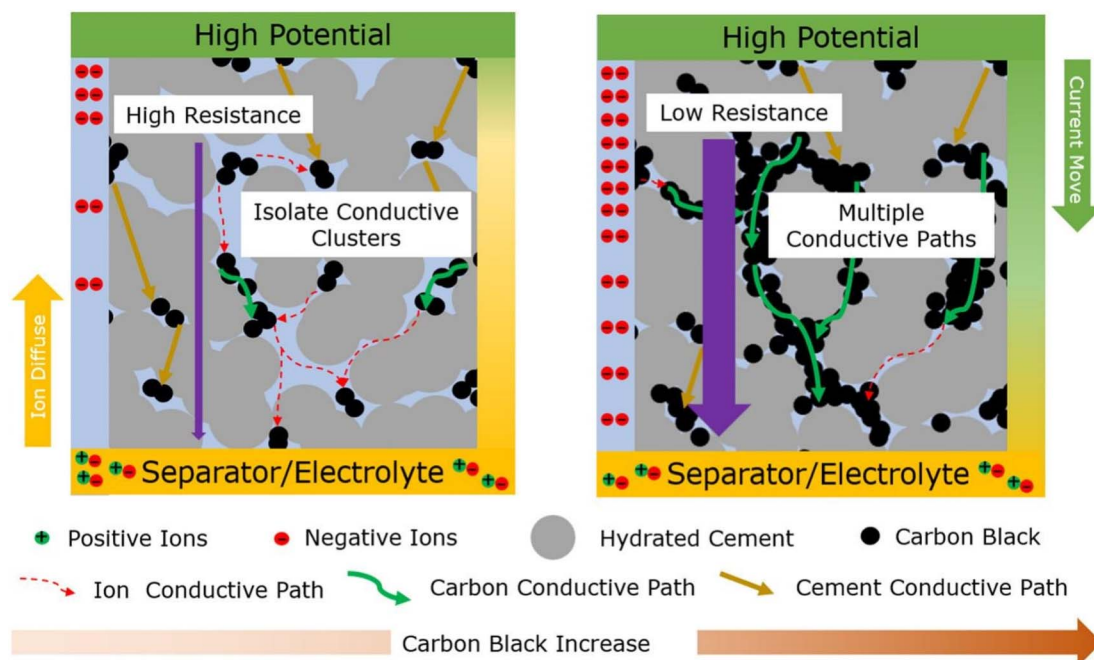 High Potential
High Resistance
Isolate Conductive
Clusters
Ion Diffuse
Separator/Electrolyte
High Potential
Low Resistance
Multiple
Conductive Paths
Current Move
Separator/Electrolyte
Positive Ions
Negative Ions
Hydrated Cement
Carbon Black
Ion Conductive Path
Carbon Conductive Path
Cement Conductive Path
Carbon Black Increase